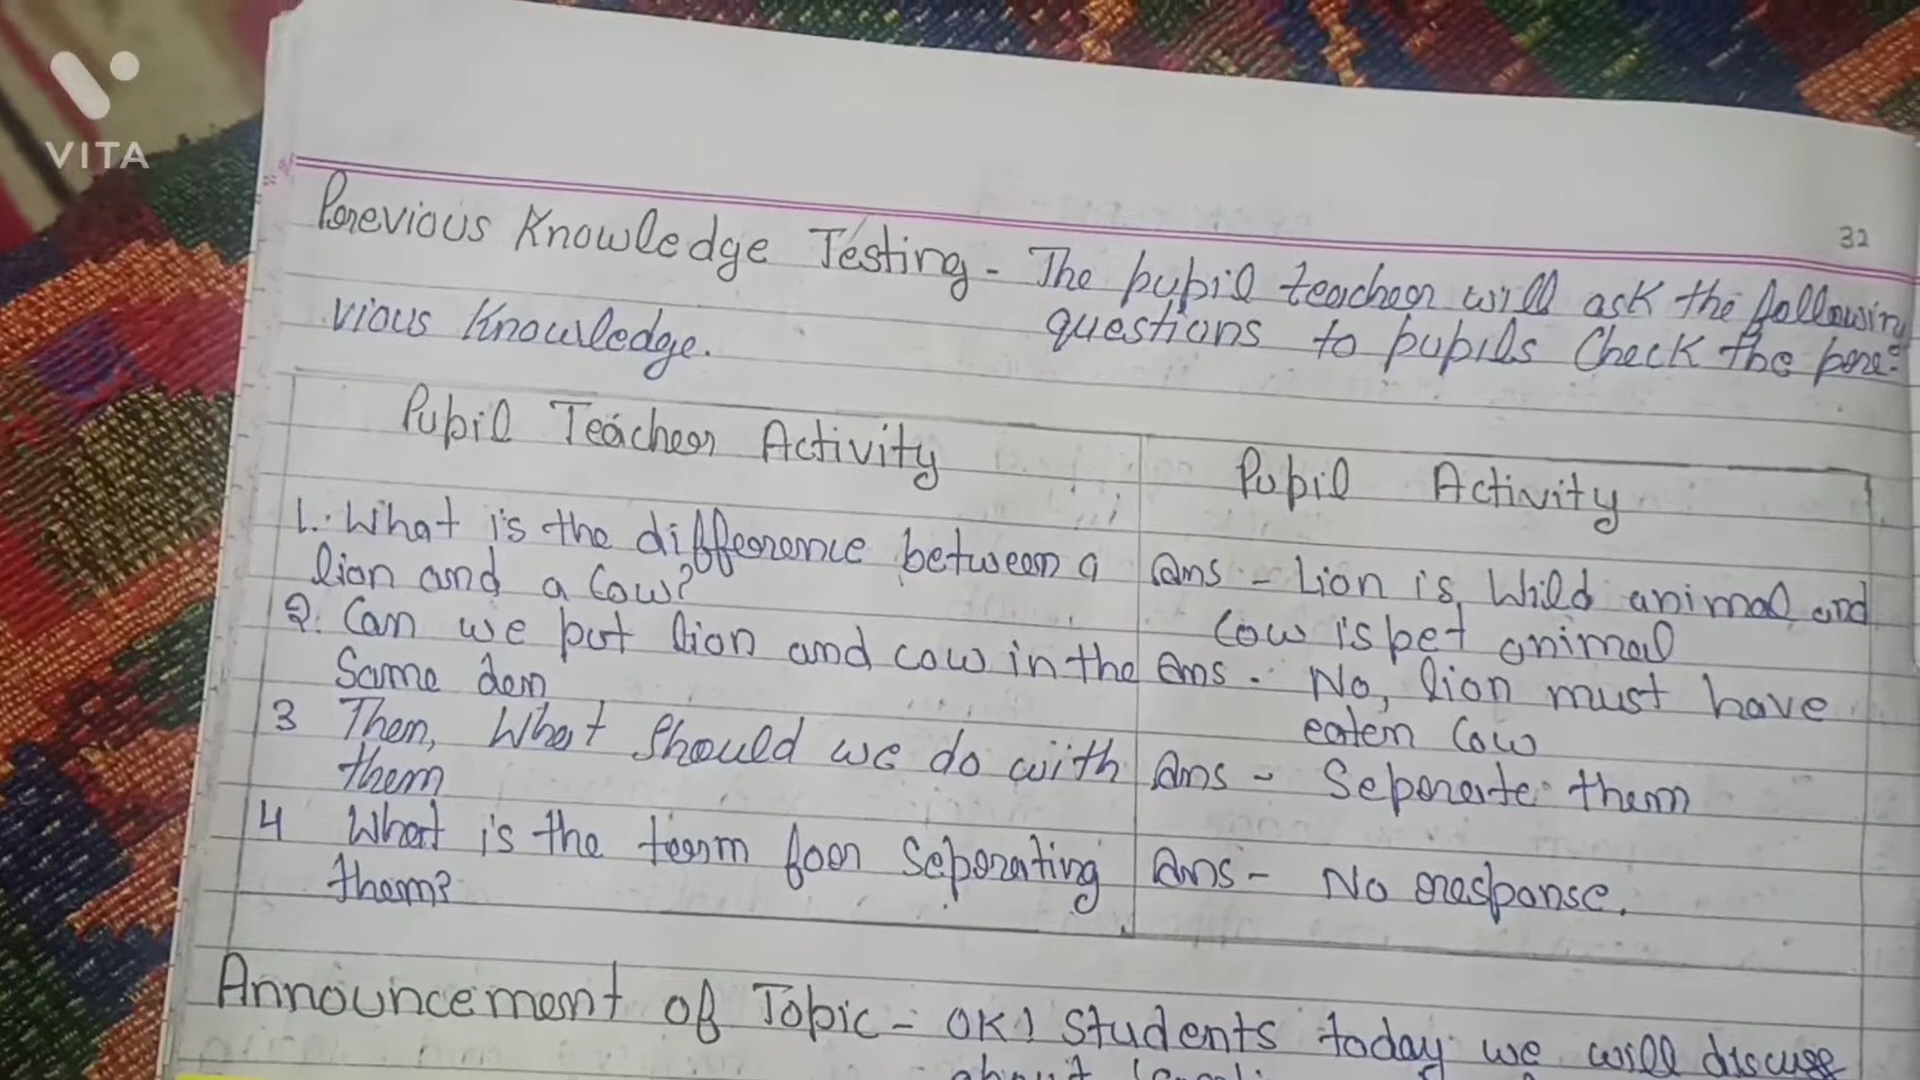 VITA
32
Previous Knowledge Testing - The pupil teacher will ask the following
questions to pupils Check the pre-
vious Knowledge.
Pupil Teacher Activity
Pupil Activity
1. What is the difference between a
lion and a Cow?
Ans - Lion is Wild animal and
Cow is pet animal
2. Can we put lion and cow in the
Same den
Ans. No, lion must have
eaten Cow
3 Then, What Should we do with
them
Ans - Seperate them
4 What is the term for Seperating
them?
Ans - No response.
Announcement of Topic - OK! Students today we will discuss
about